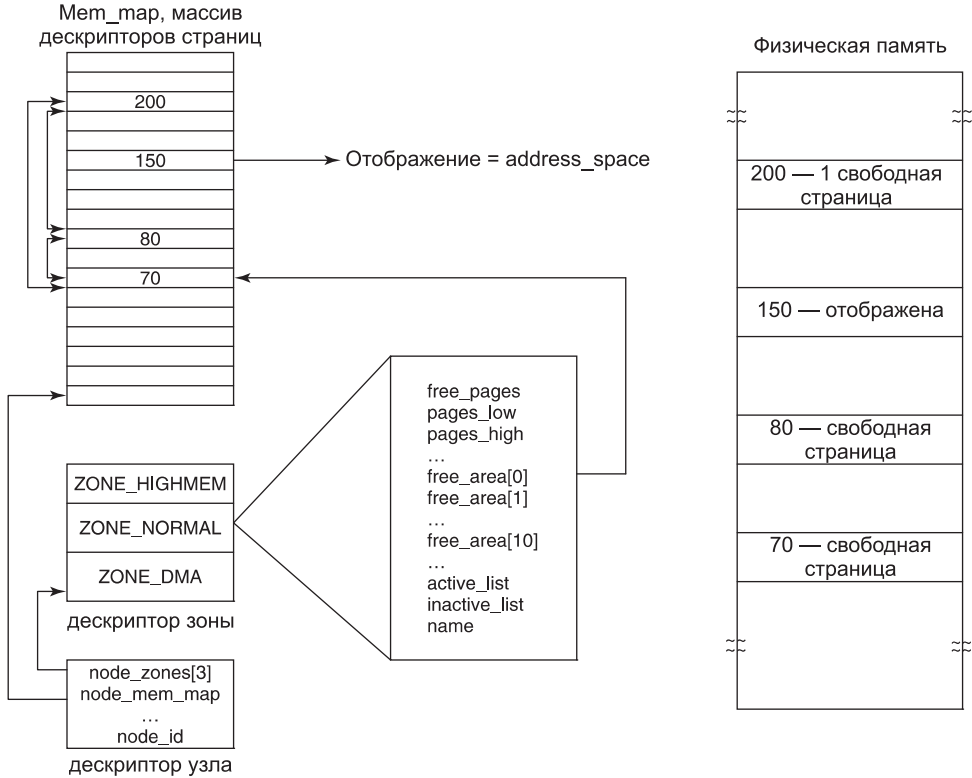 Mem_map, массив
дескрипторов страниц
200
150
80
70
Отображение = address_space
Физическая память
200 — 1 свободная
страница
150 — отображена
80 — свободная
страница
70 — свободная
страница
free_pages
pages_low
pages_high
...
free_area[0]
free_area[1]
...
free_area[10]
...
active_list
inactive_list
name
ZONE_HIGHMEM
ZONE_NORMAL
ZONE_DMA
дескриптор зоны
node_zones[3]
node_mem_map
...
node_id
дескриптор узла